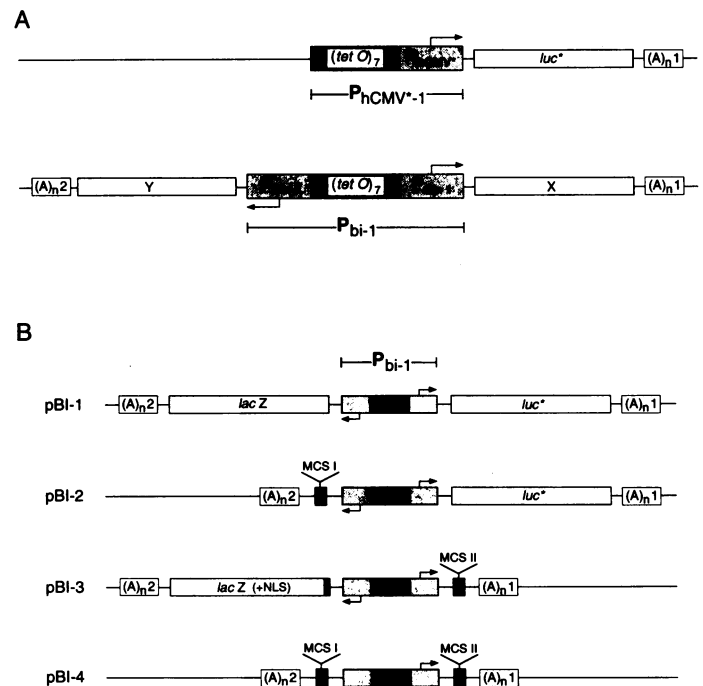 A
(tet O)7 luc* (A)n1
PhCMV*-1
(A)n2 Y (tet O)7 X (A)n1
Pbi-1
B
Pbi-1
pBI-1 (A)n2 lac Z luc* (A)n1
MCS I
pBI-2 (A)n2 luc* (A)n1
MCS II
pBI-3 (A)n2 lac Z (+NLS) (A)n1
MCS I MCS II
pBI-4 (A)n2 (A)n1